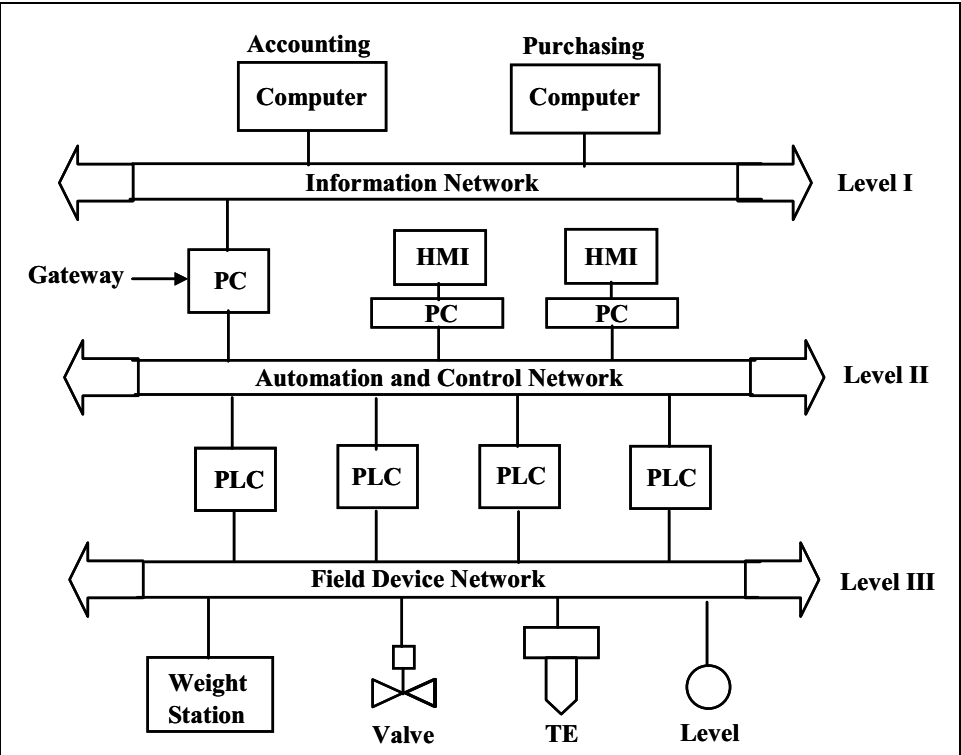 Accounting
Purchasing
Computer
Computer
Information Network
Level I
Gateway
PC
HMI
HMI
PC
PC
Automation and Control Network
Level II
PLC
PLC
PLC
PLC
Field Device Network
Level III
Weight
Station
Valve
TE
Level